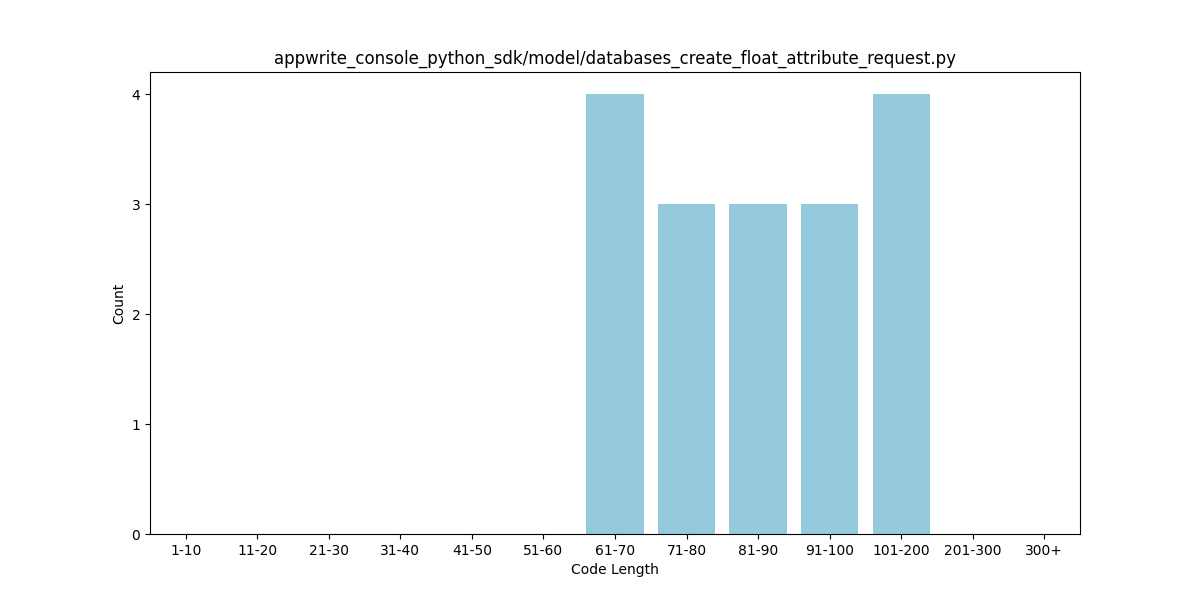 appwrite_console_python_sdk/model/databases_create_float_attribute_request.py
4
3
2
1
0
Count
1-10 11-20 21-30 31-40 41-50 51-60 61-70 71-80 81-90 91-100 101-200 201-300 300+
Code Length